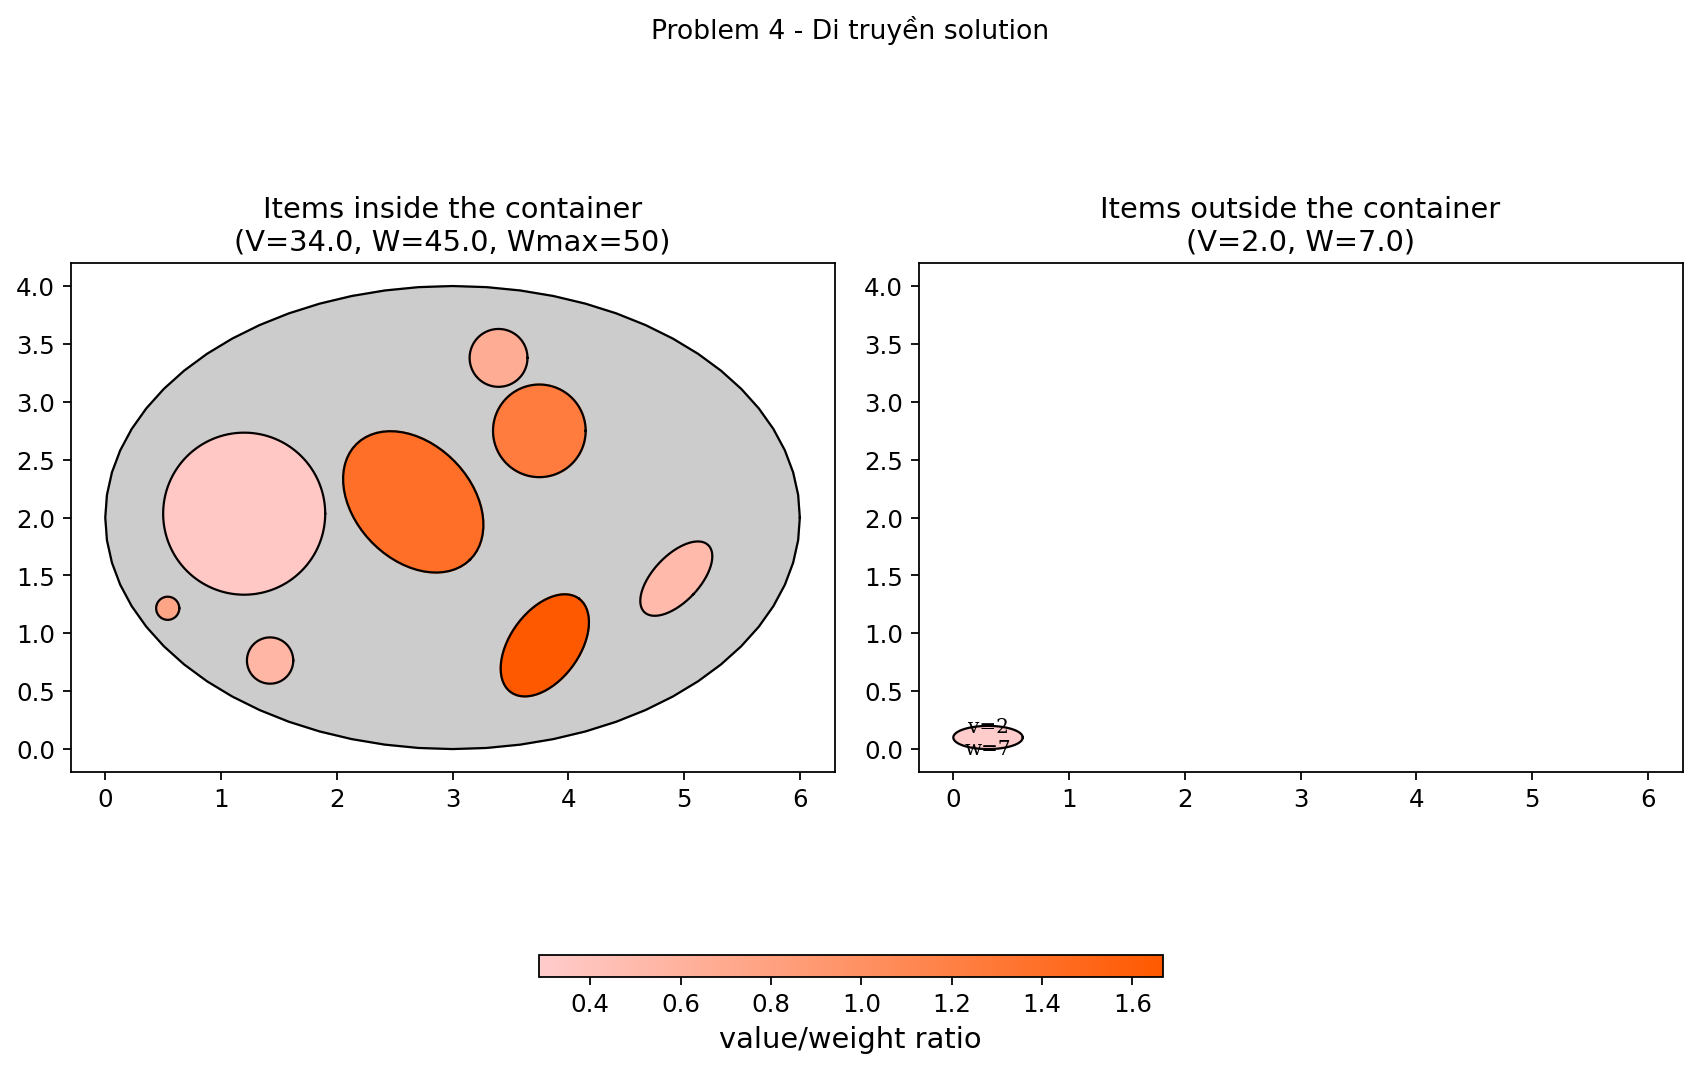 Problem 4 - Di truyền solution
Items inside the container
(V=34.0, W=45.0, Wmax=50)
4.0
3.5
3.0
2.5
2.0
1.5
1.0
0.5
0.0
0 1 2 3 4 5 6
Items outside the container
(V=2.0, W=7.0)
4.0
3.5
3.0
2.5
2.0
1.5
1.0
0.5
0.0
v=2
w=7
0 1 2 3 4 5 6
0.4 0.6 0.8 1.0 1.2 1.4 1.6
value/weight ratio